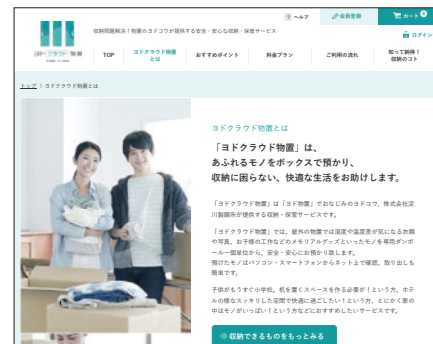 ヘルプ
会員登録
カート 0
収納問題解決！物置のヨドコウが提供する安全・安心な収納・保管サービス
ログイン
ヨドクラウド物置
TOP
ヨドクラウド物置
とは
おすすめポイント
料金プラン
ご利用の流れ
知って納得！
収納のコト
トップ 〉ヨドクラウド物置とは
ヨドクラウド物置とは
「ヨドクラウド物置」は、
あふれるモノをボックスで預かり、
収納に困らない、快適な生活をお助けします。
「ヨドクラウド物置」は「ヨド物置」でおなじみのヨドコウ、株式会社淀
川製鋼所が提供する収納・保管サービスです。
「ヨドクラウド物置」では、屋外の物置では湿度や温度差が気になる衣類
や写真、お子様の工作などのメモリアルグッズといったモノを専用ダンボ
ール一個単位から、安全・安心にお預かり致します。
預けたモノはパソコン・スマートフォンからネット上で確認、取り出しも
簡単です。
子供がもうすぐ小学校。机を置くスペースを作る必要が！という方、ホテ
ルの様なスッキリした空間で快適に過ごしたい！という方、とにかく家の
中はモノがいっぱい！という方などにおすすめしたいサービスです。
収納できるものをもっとみる